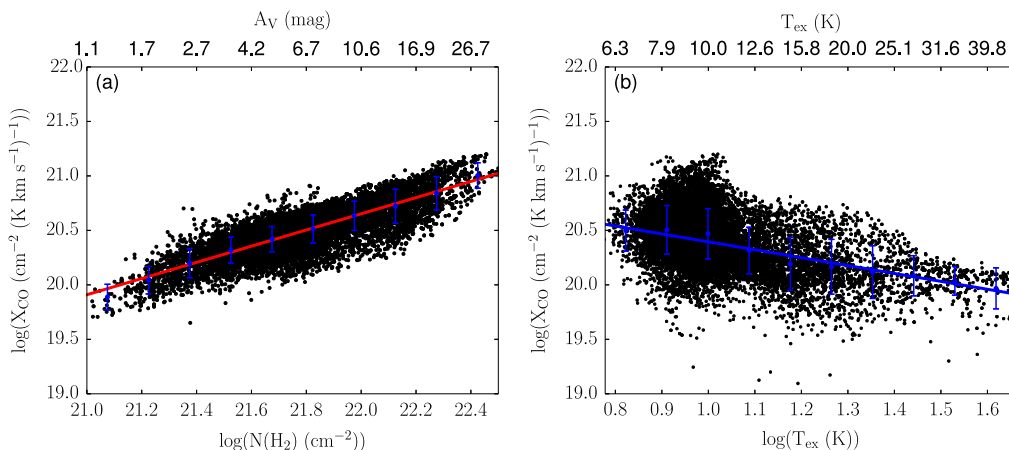 A_V (mag)
1.1 1.7 2.7 4.2 6.7 10.6 16.9 26.7
(a)
log(X_CO (cm^−2 (K km s^−1)^−1))
22.0
21.5
21.0
20.5
20.0
19.5
19.0
21.0 21.2 21.4 21.6 21.8 22.0 22.2 22.4
log(N(H_2) (cm^−2))
T_ex (K)
6.3 7.9 10.0 12.6 15.8 20.0 25.1 31.6 39.8
(b)
log(X_CO (cm^−2 (K km s^−1)^−1))
22.0
21.5
21.0
20.5
20.0
19.5
19.0
0.8 0.9 1.0 1.1 1.2 1.3 1.4 1.5 1.6
log(T_ex (K))